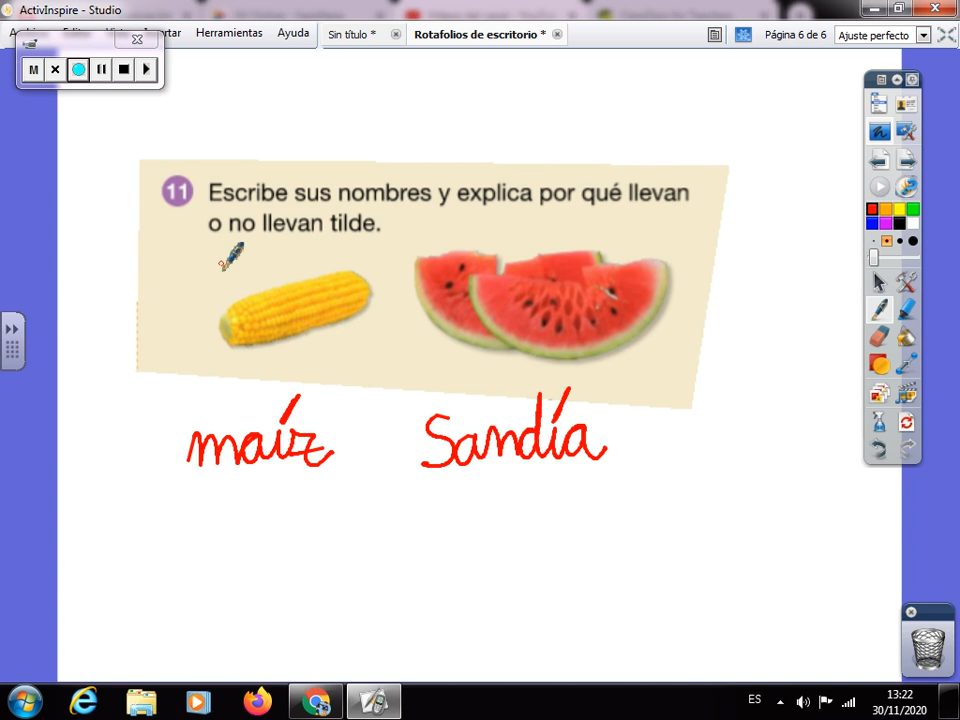 ActivInspire - Studio
Herramientas Ayuda
Sin título * Rotafolios de escritorio *
Página 6 de 6
Ajuste perfecto
M
11 Escribe sus nombres y explica por qué llevan
o no llevan tilde.
maíz Sandía
ES
13:22
30/11/2020